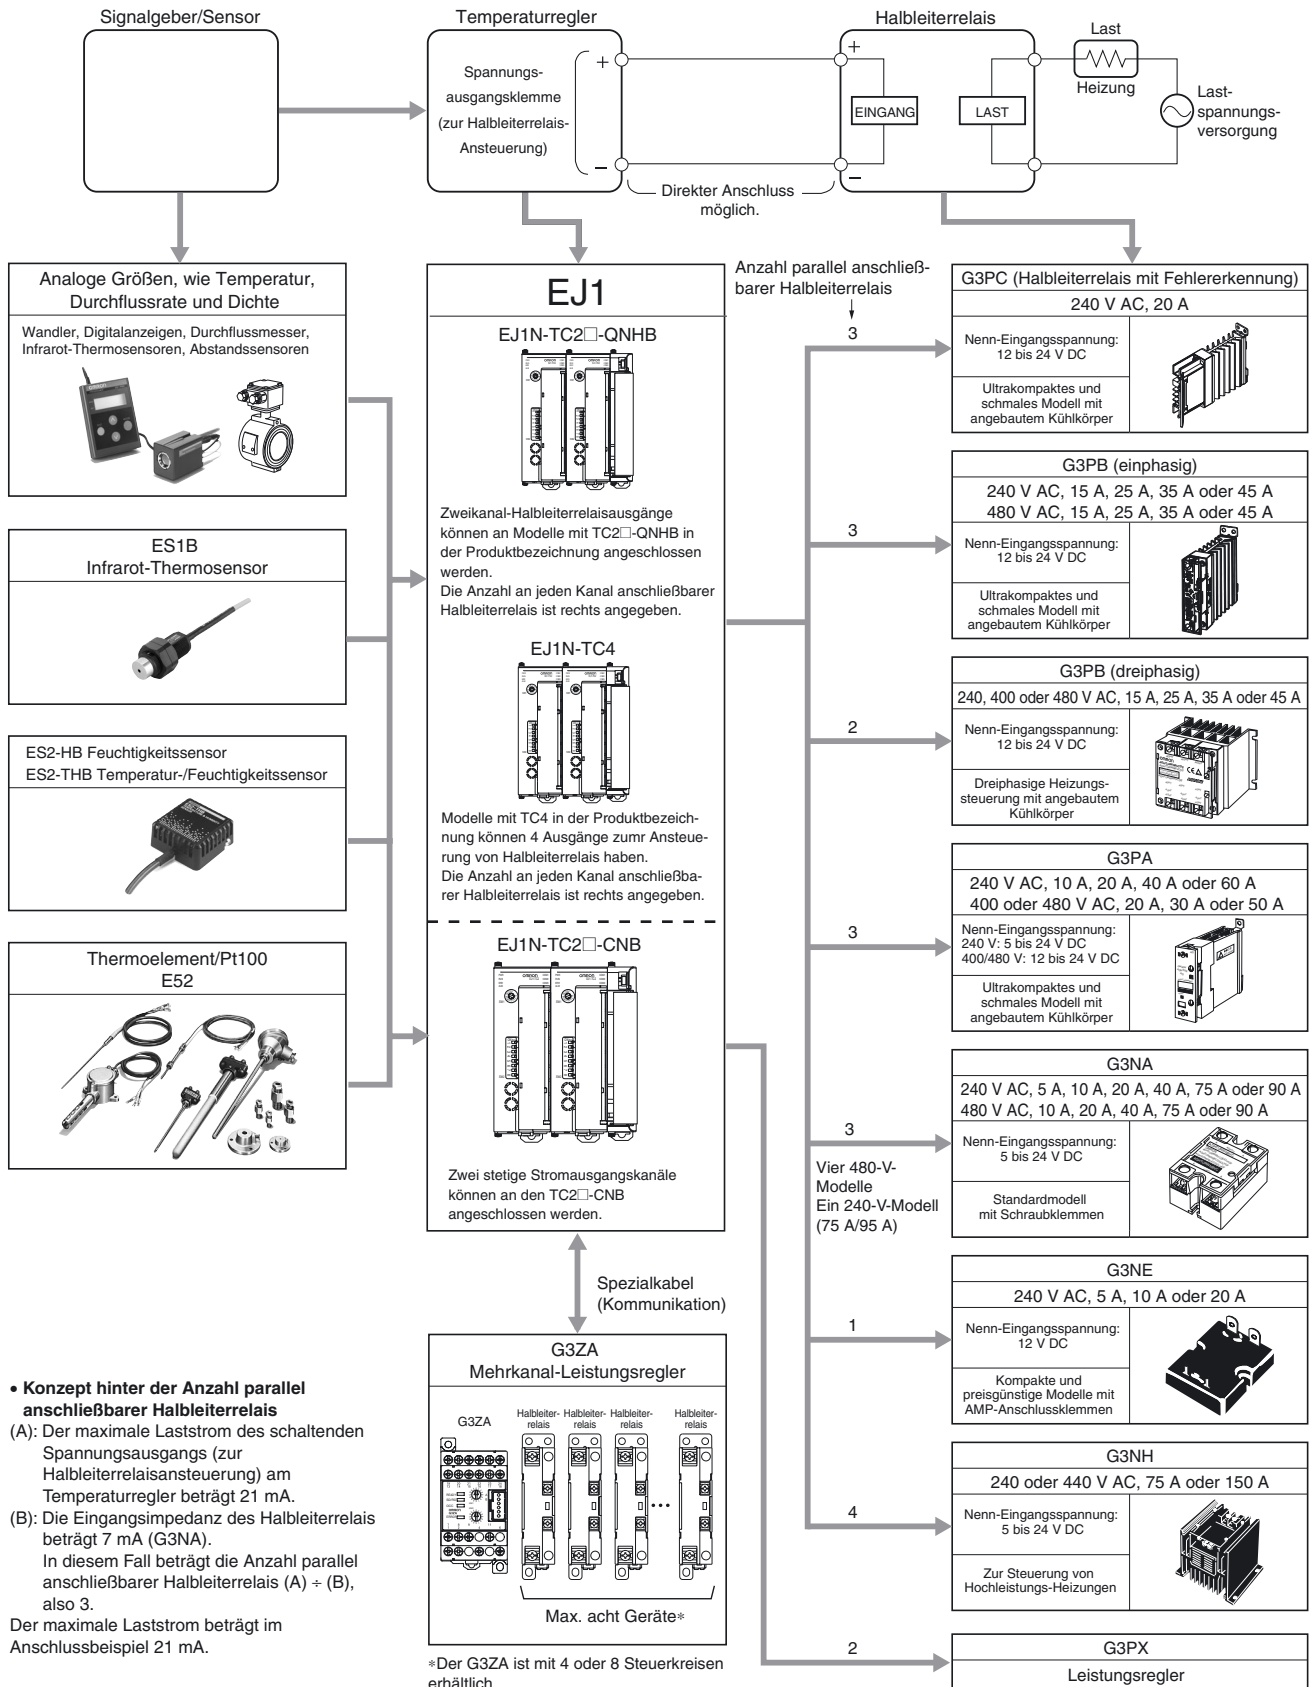 Signalgeber/Sensor
Temperaturregler
Halbleiterrelais
Spannungs-
ausgangsklemme
(zur Halbleiterrelais-
Ansteuerung)
+
−
Direkter Anschluss
möglich.
+
−
EINGANG
LAST
Last
Heizung
Last-
spannungs-
versorgung
Analoge Größen, wie Temperatur,
Durchflussrate und Dichte
Wandler, Digitalanzeigen, Durchflussmesser,
Infrarot-Thermosensoren, Abstandssensoren
ES1B
Infrarot-Thermosensor
ES2-HB Feuchtigkeitssensor
ES2-THB Temperatur-/Feuchtigkeitssensor
Thermoelement/Pt100
E52
EJ1
EJ1N-TC2□-QNHB
Zweikanal-Halbleiterrelaisausgänge
können an Modelle mit TC2□-QNHB in
der Produktbezeichnung angeschlossen
werden.
Die Anzahl an jeden Kanal anschließbarer
Halbleiterrelais ist rechts angegeben.
EJ1N-TC4
Modelle mit TC4 in der Produktbezeich-
nung können 4 Ausgänge zumr Ansteue-
rung von Halbleiterrelais haben.
Die Anzahl an jeden Kanal anschließba-
rer Halbleiterrelais ist rechts angegeben.
EJ1N-TC2□-CNB
Zwei stetige Stromausgangskanäle
können an den TC2□-CNB
angeschlossen werden.
Spezialkabel
(Kommunikation)
G3ZA
Mehrkanal-Leistungsregler
G3ZA
Halbleiter-
relais
Halbleiter-
relais
Halbleiter-
relais
Halbleiter-
relais
Max. acht Geräte*
*Der G3ZA ist mit 4 oder 8 Steuerkreisen
erhältlich
Anzahl parallel anschließ-
barer Halbleiterrelais
3
G3PC (Halbleiterrelais mit Fehlererkennung)
240 V AC, 20 A
Nenn-Eingangsspannung:
12 bis 24 V DC
Ultrakompaktes und
schmales Modell mit
angebautem Kühlkörper
3
G3PB (einphasig)
240 V AC, 15 A, 25 A, 35 A oder 45 A
480 V AC, 15 A, 25 A, 35 A oder 45 A
Nenn-Eingangsspannung:
12 bis 24 V DC
Ultrakompaktes und
schmales Modell mit
angebautem Kühlkörper
2
G3PB (dreiphasig)
240, 400 oder 480 V AC, 15 A, 25 A, 35 A oder 45 A
Nenn-Eingangsspannung:
12 bis 24 V DC
Dreiphasige Heizungs-
steuerung mit angebautem
Kühlkörper
3
G3PA
240 V AC, 10 A, 20 A, 40 A oder 60 A
400 oder 480 V AC, 20 A, 30 A oder 50 A
Nenn-Eingangsspannung:
240 V: 5 bis 24 V DC
400/480 V: 12 bis 24 V DC
Ultrakompaktes und
schmales Modell mit
angebautem Kühlkörper
3
Vier 480-V-
Modelle
Ein 240-V-Modell
(75 A/95 A)
G3NA
240 V AC, 5 A, 10 A, 20 A, 40 A, 75 A oder 90 A
480 V AC, 10 A, 20 A, 40 A, 75 A oder 90 A
Nenn-Eingangsspannung:
5 bis 24 V DC
Standardmodell
mit Schraubklemmen
1
G3NE
240 V AC, 5 A, 10 A oder 20 A
Nenn-Eingangsspannung:
12 V DC
Kompakte und
preisgünstige Modelle mit
AMP-Anschlussklemmen
4
G3NH
240 oder 440 V AC, 75 A oder 150 A
Nenn-Eingangsspannung:
5 bis 24 V DC
Zur Steuerung von
Hochleistungs-Heizungen
2
G3PX
Leistungsregler
• Konzept hinter der Anzahl parallel
anschließbarer Halbleiterrelais
(A): Der maximale Laststrom des schaltenden
Spannungsausgangs (zur
Halbleiterrelaisansteuerung) am
Temperaturregler beträgt 21 mA.
(B): Die Eingangsimpedanz des Halbleiterrelais
beträgt 7 mA (G3NA).
In diesem Fall beträgt die Anzahl parallel
anschließbarer Halbleiterrelais (A) ÷ (B),
also 3.
Der maximale Laststrom beträgt im
Anschlussbeispiel 21 mA.